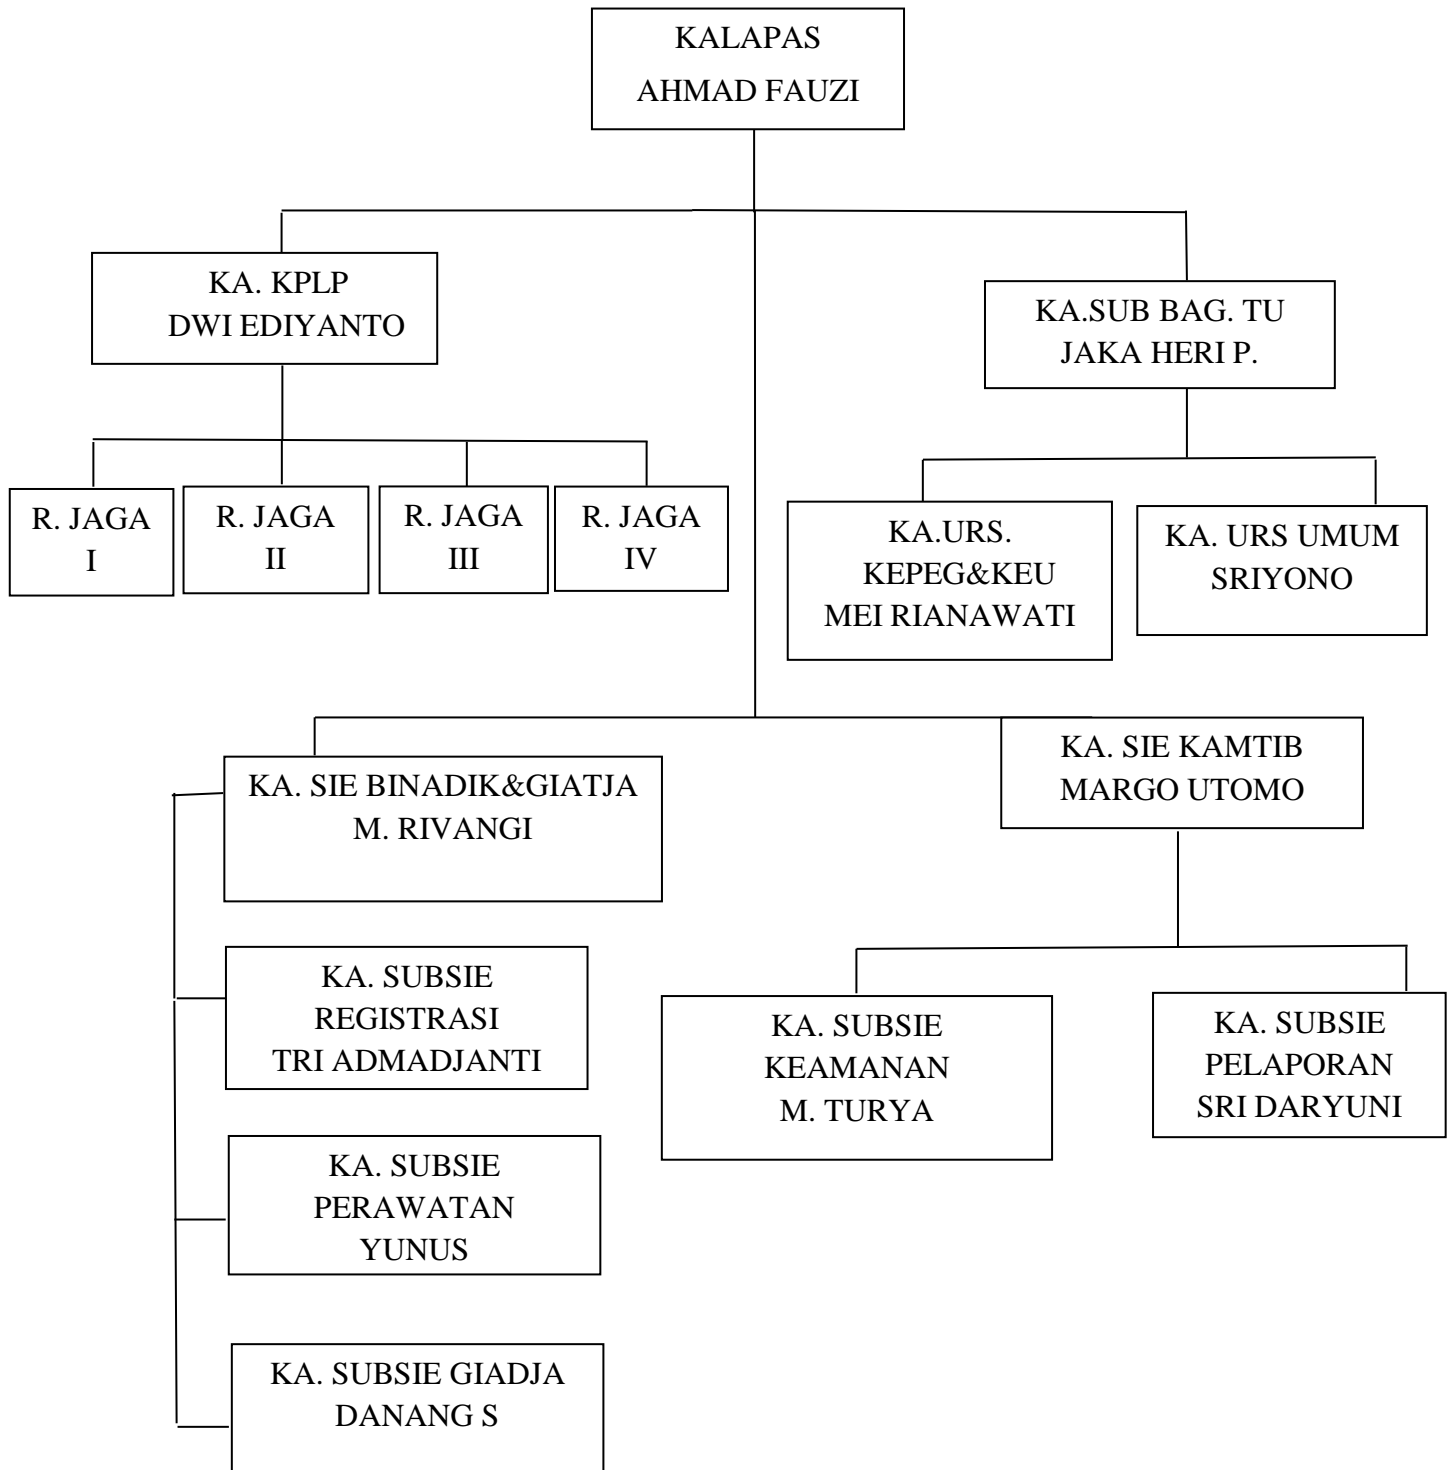 KALAPAS
AHMAD FAUZI
KA. KPLP
DWI EDIYANTO
KA.SUB BAG. TU
JAKA HERI P.
R. JAGA
I
R. JAGA
II
R. JAGA
III
R. JAGA
IV
KA.URS.
KEPEG&KEU
MEI RIANAWATI
KA. URS UMUM
SRIYONO
KA. SIE BINADIK&GIATJA
M. RIVANGI
KA. SIE KAMTIB
MARGO UTOMO
KA. SUBSIE
REGISTRASI
TRI ADMADJANTI
KA. SUBSIE
KEAMANAN
M. TURYA
KA. SUBSIE
PELAPORAN
SRI DARYUNI
KA. SUBSIE
PERAWATAN
YUNUS
KA. SUBSIE GIADJA
DANANG S